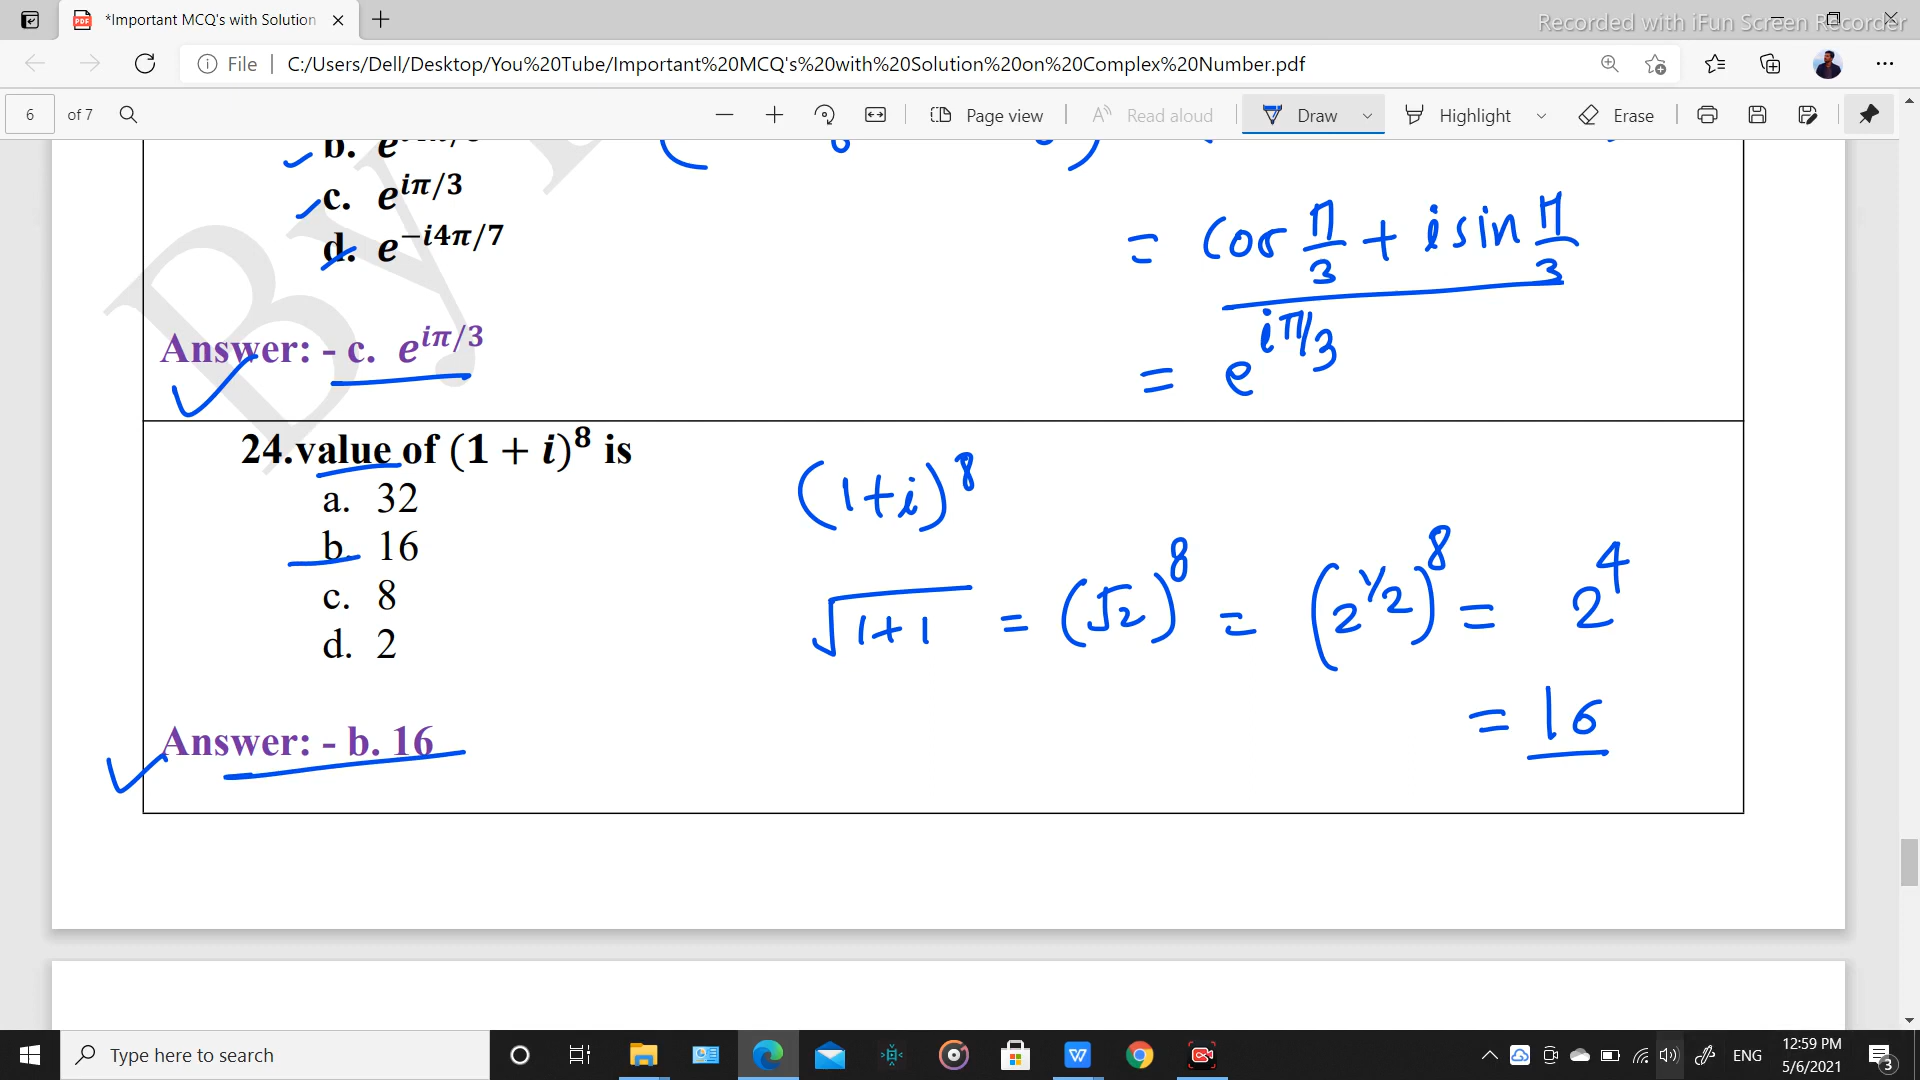 *Important MCQ's with Solution
Recorded with iFun Screen Recorder
File | C:/Users/Dell/Desktop/You%20Tube/Important%20MCQ's%20with%20Solution%20on%20Complex%20Number.pdf
6 of 7 Page view Read aloud Draw Highlight Erase
b. e
c. e^{iπ/3}
d. e^{-i4π/7}
= cos π/3 + i sin π/3
Answer: - c. e^{iπ/3}
= e^{iπ/3}
24.value of (1 + i)^8 is
a. 32
b. 16
c. 8
d. 2
(1+i)^8
√1+1 = (√2)^8 = (2^{1/2})^8 = 2^4
= 16
Answer: - b. 16
By
Type here to search
ENG
12:59 PM
5/6/2021
3